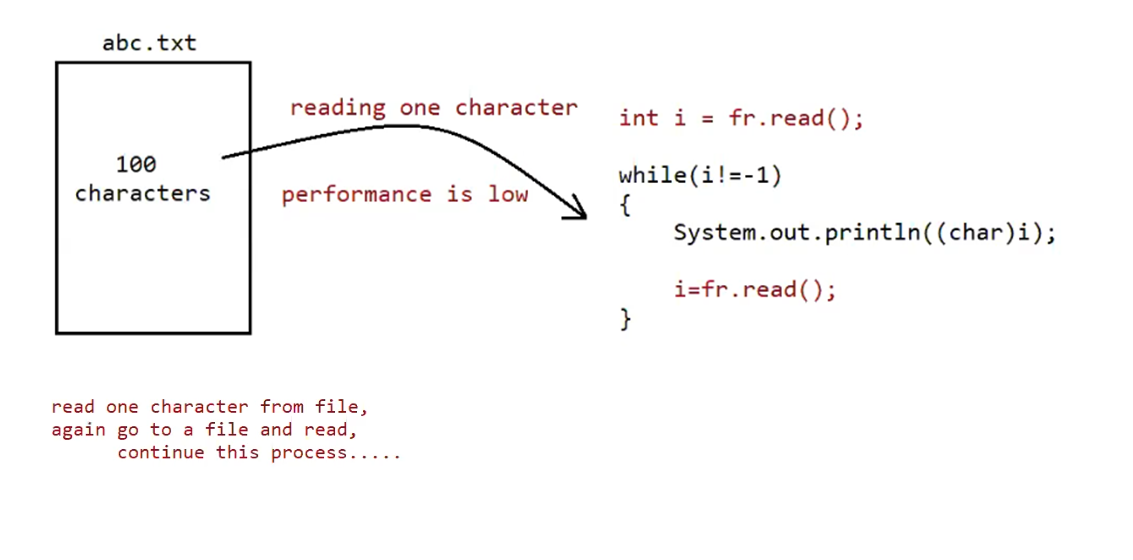 abc.txt
100
characters
reading one character
performance is low
int i = fr.read();
while(i!=-1)
{
System.out.println((char)i);
i=fr.read();
}
read one character from file,
again go to a file and read,
continue this process.....